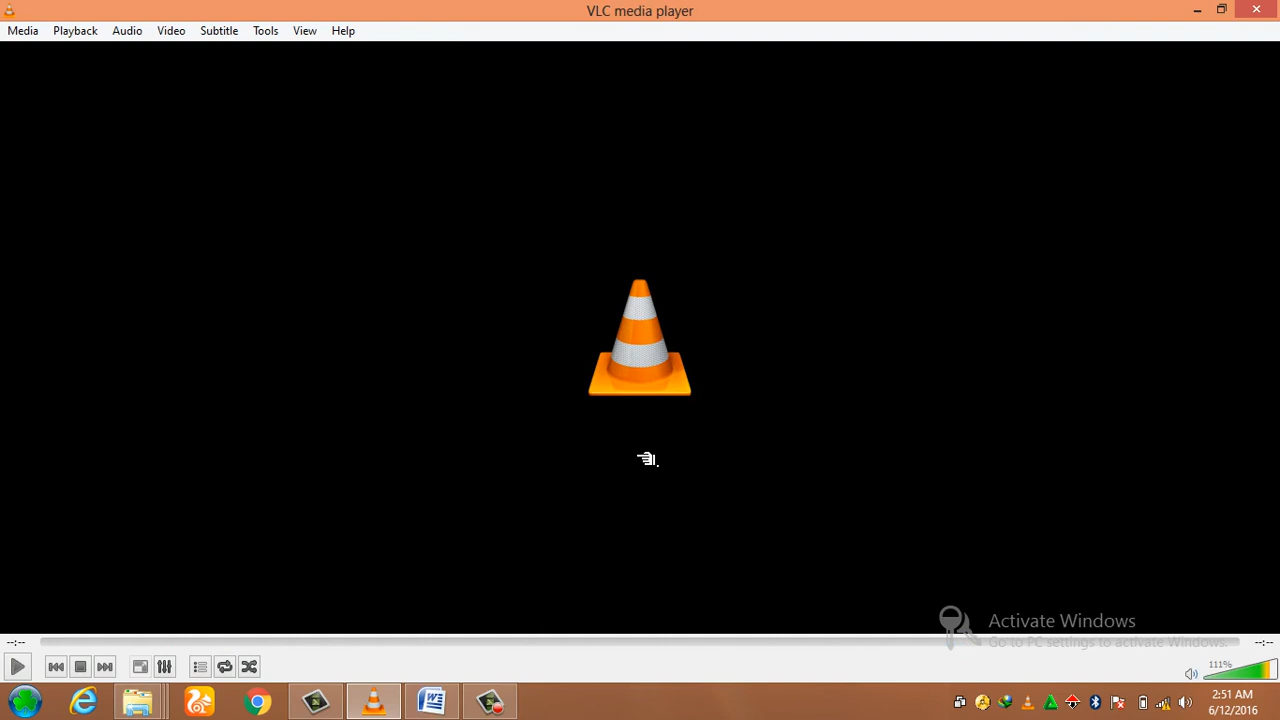 VLC media player
Media Playback Audio Video Subtitle Tools View Help
Activate Windows
Go to PC settings to activate Windows.
--:-- --:--
111%
2:51 AM
6/12/2016